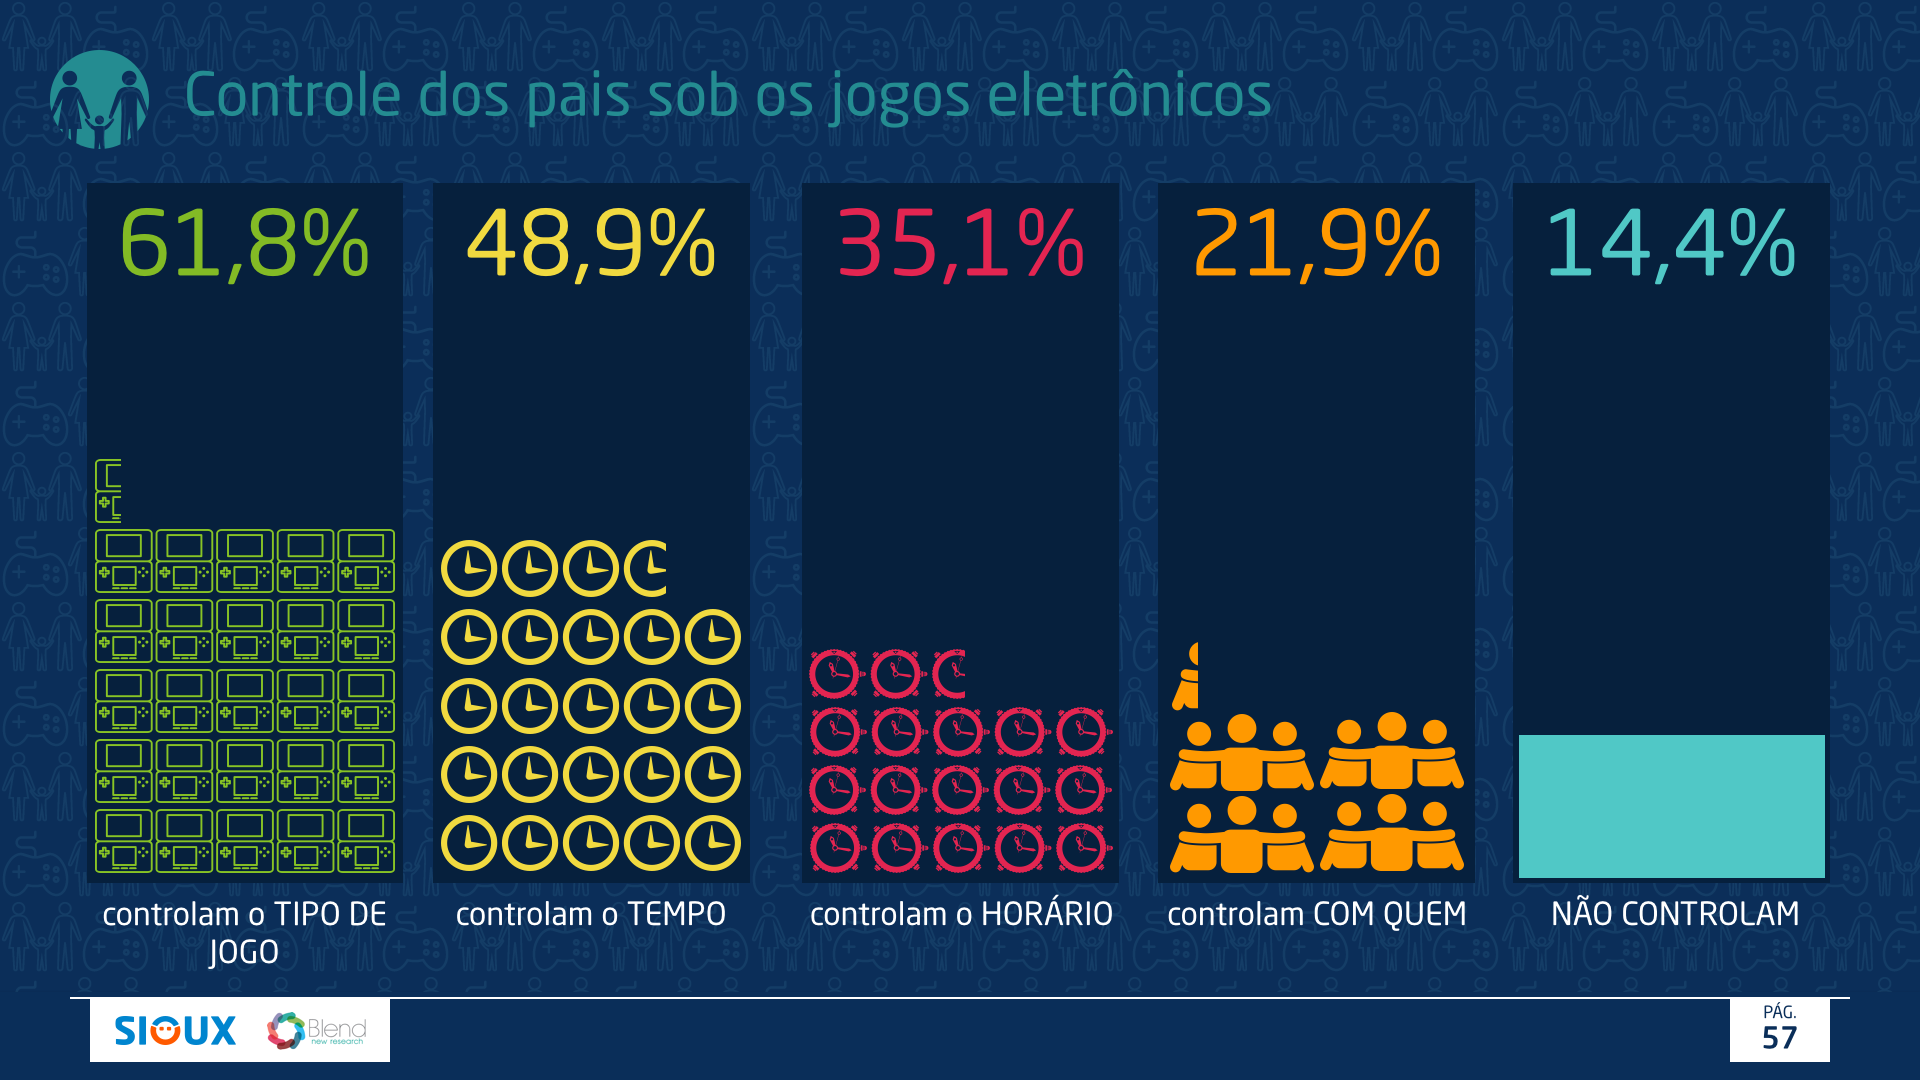 Controle dos pais sob os jogos eletrônicos
61,8%
48,9%
35,1%
21,9%
14,4%
controlam o TIPO DE
JOGO
controlam o TEMPO
controlam o HORÁRIO
controlam COM QUEM
NÃO CONTROLAM
SIOUX
Blend
new research
PÁG.
57